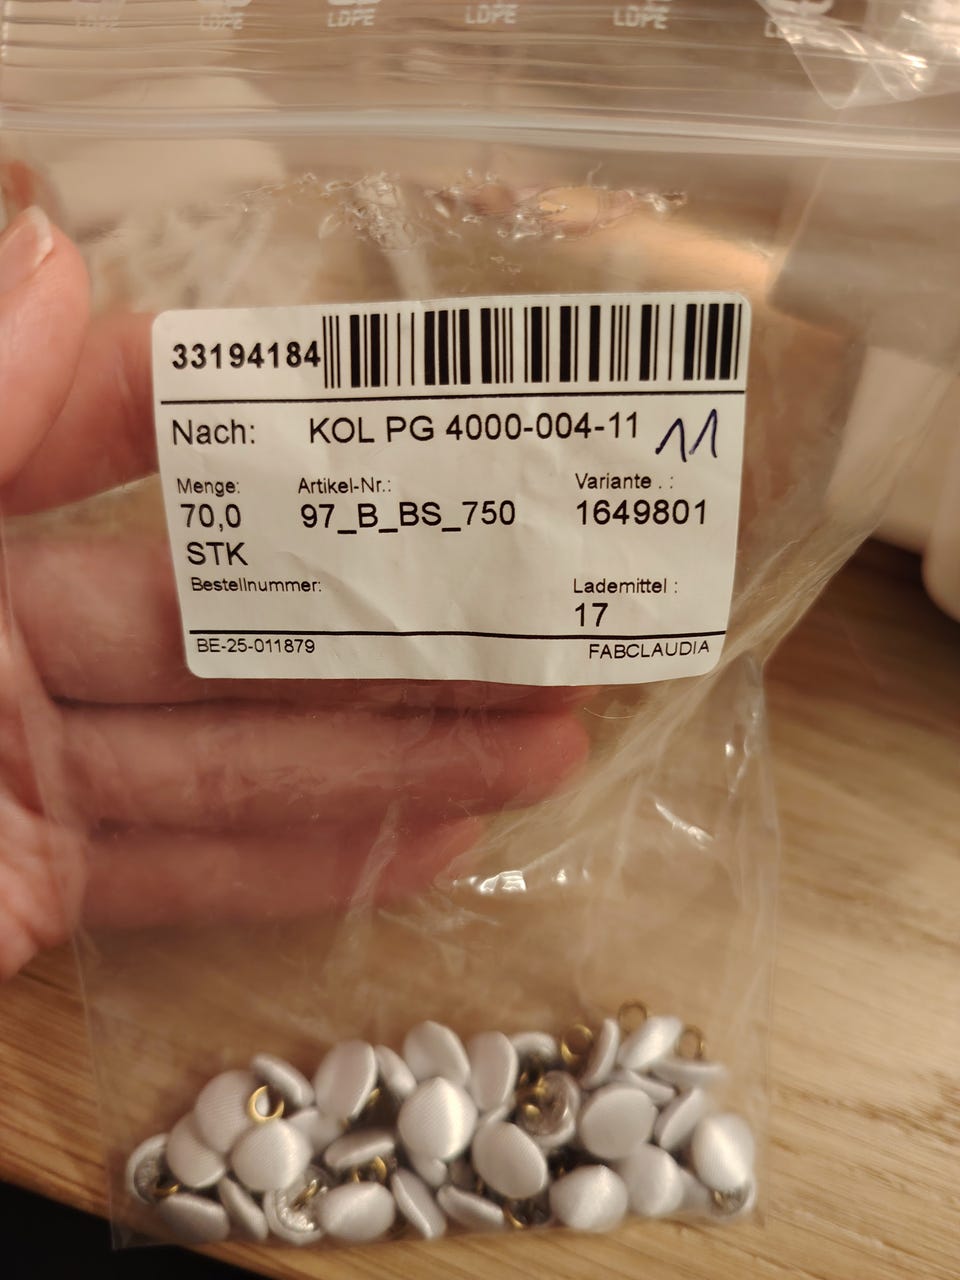 LDPE LDPE LDPE LDPE LDPE
33194184
Nach: KOL PG 4000-004-11 11
Menge: Artikel-Nr.: Variante . :
70,0 97_B_BS_750 1649801
STK
Bestellnummer: Lademittel :
17
BE-25-011879 FABCLAUDIA